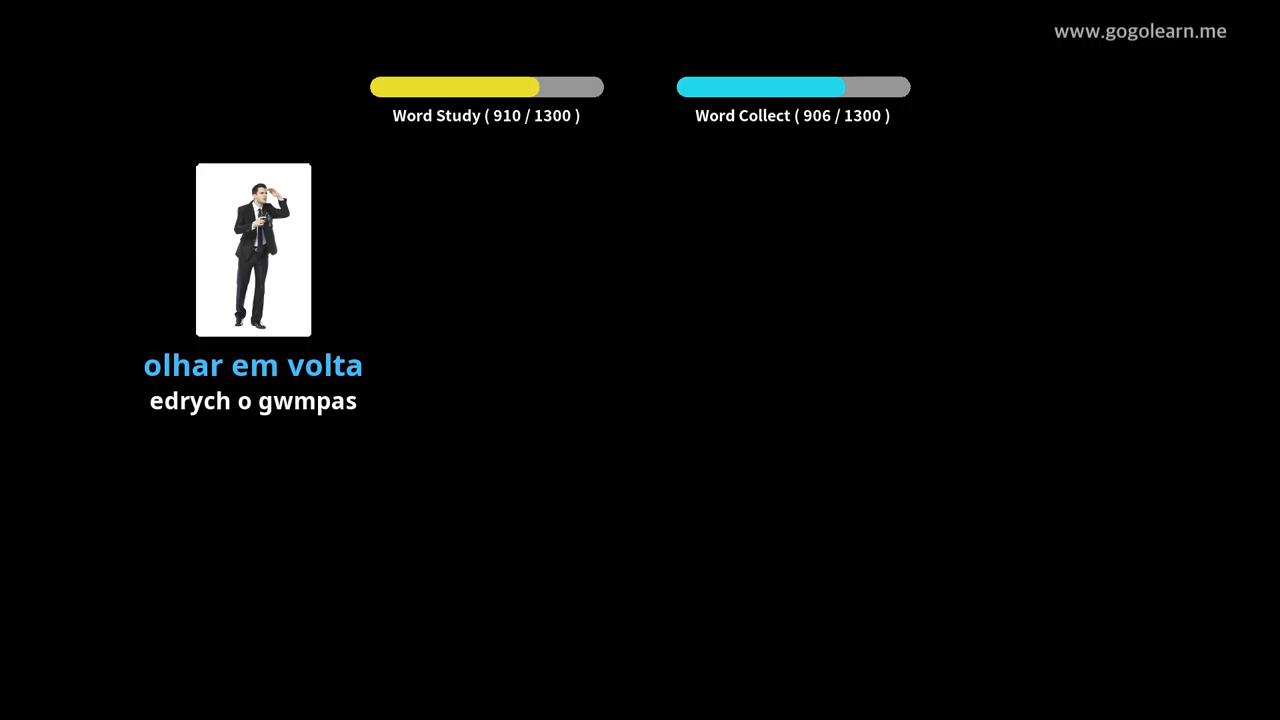 www.gogolearn.me
Word Study ( 910 / 1300 )
Word Collect ( 906 / 1300 )
olhar em volta
edrych o gwmpas